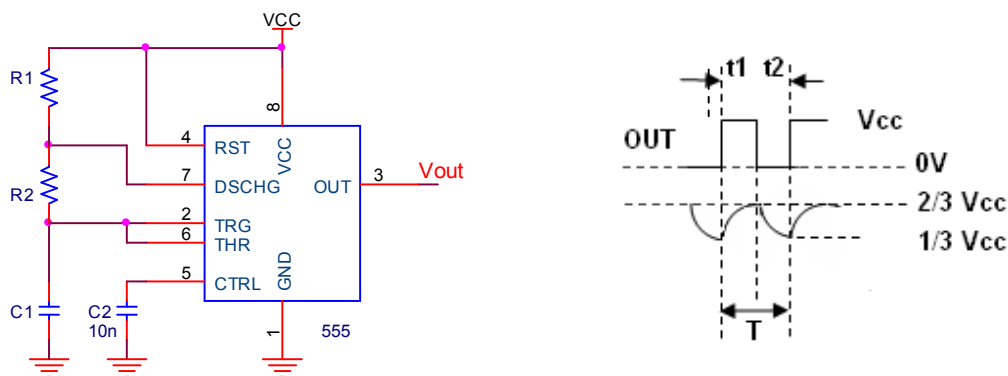 VCC
R1
8
4
RST
VCC
7
DSCHG
OUT
3
Vout
R2
2
TRG
6
THR
5
CTRL
GND
C1
C2
10n
1
555
t1 t2
OUT
Vcc
0V
2/3 Vcc
1/3 Vcc
T